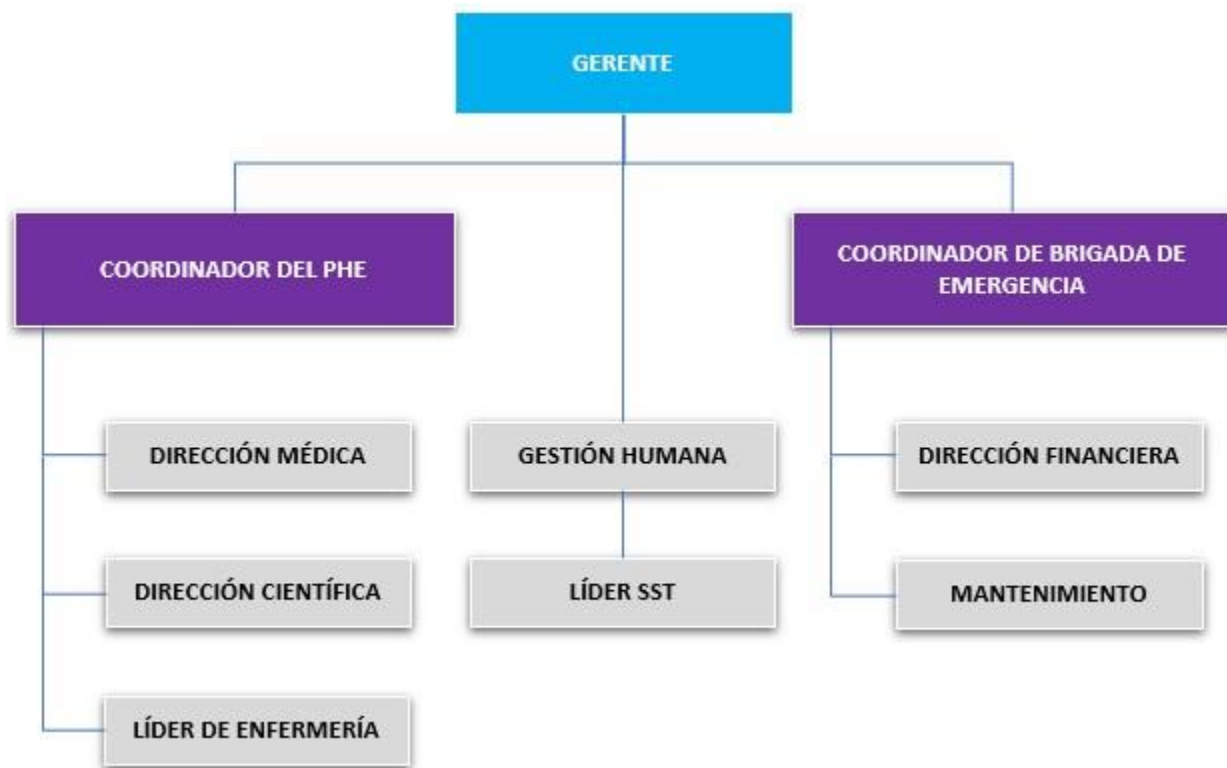 GERENTE
COORDINADOR DEL PHE
COORDINADOR DE BRIGADA DE
EMERGENCIA
DIRECCIÓN MÉDICA
GESTIÓN HUMANA
DIRECCIÓN FINANCIERA
DIRECCIÓN CIENTÍFICA
LÍDER SST
MANTENIMIENTO
LÍDER DE ENFERMERÍA